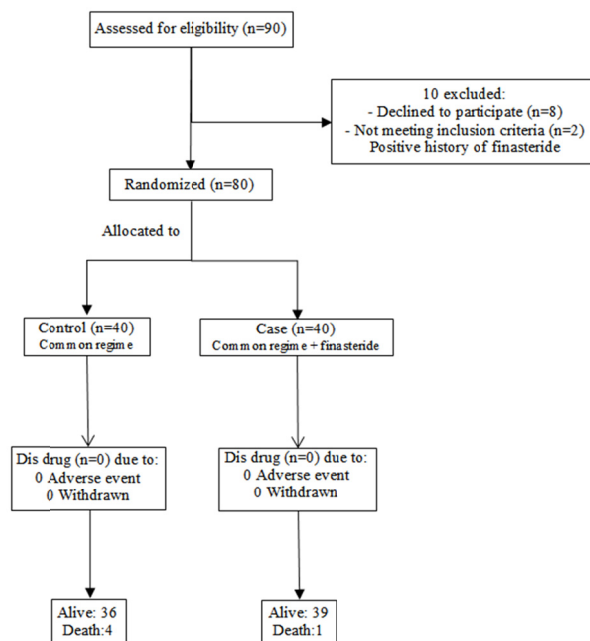 Assessed for eligibility (n=90)
10 excluded:
- Declined to participate (n=8)
- Not meeting inclusion criteria (n=2)
Positive history of finasteride
Randomized (n=80)
Allocated to
Control (n=40)
Common regime
Case (n=40)
Common regime + finasteride
Dis drug (n=0) due to:
0 Adverse event
0 Withdrawn
Dis drug (n=0) due to:
0 Adverse event
0 Withdrawn
Alive: 36
Death:4
Alive: 39
Death:1